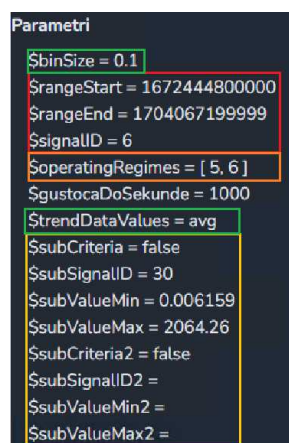 Parametri
$binSize = 0.1
$rangeStart = 1672444800000
$rangeEnd = 1704067199999
$signalID = 6
$operatingRegimes = [ 5, 6 ]
$gustocaDoSekunde = 1000
$trendDataValues = avg
$subCriteria = false
$subSignalID = 30
$subValueMin = 0.006159
$subValueMax = 2064.26
$subCriteria2 = false
$subSignalID2 =
$subValueMin2 =
$subValueMax2 =